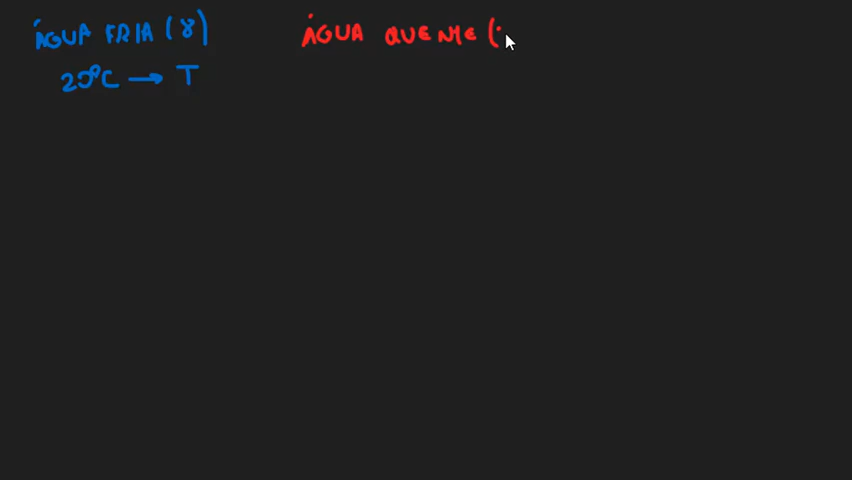 ÁGUA FRIA (8)
20°C → T
ÁGUA QUENTE (